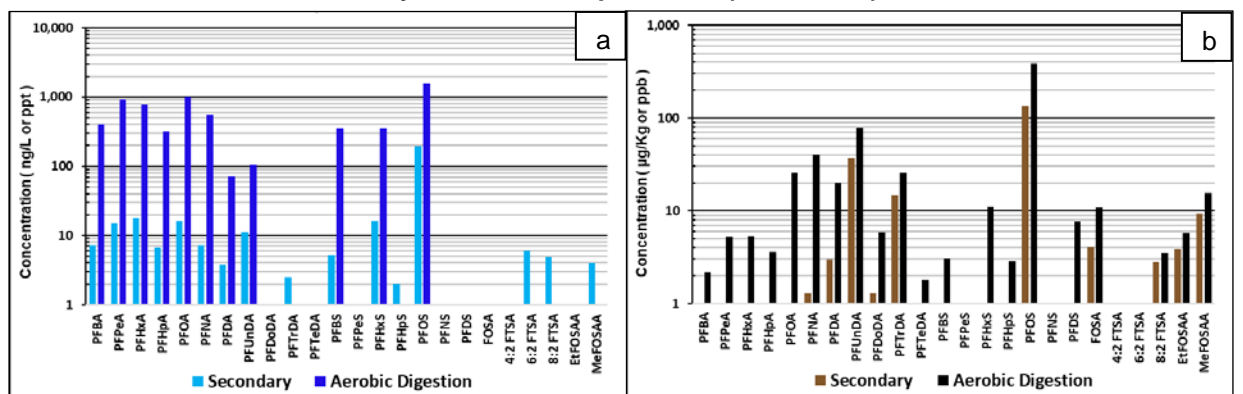 a
Concentration ( ng/L or ppt )
10,000
1,000
100
10
1
PFBA
PFPeA
PFHxA
PFHpA
PFOA
PFNA
PFDA
PFUnDA
PFDoDA
PFTrDA
PFTeDA
PFBS
PFPeS
PFHxS
PFHpS
PFOS
PFNS
PFDS
FOSA
4:2 FTSA
6:2 FTSA
8:2 FTSA
EtFOSAA
MeFOSAA
Secondary
Aerobic Digestion
b
Concentration ( µg/Kg or ppb )
1,000
100
10
1
PFBA
PFPeA
PFHxA
PFHpA
PFOA
PFNA
PFDA
PFUnDA
PFDoDA
PFTrDA
PFTeDA
PFBS
PFPeS
PFHxS
PFHpS
PFOS
PFNS
PFDS
FOSA
4:2 FTSA
6:2 FTSA
8:2 FTSA
EtFOSAA
MeFOSAA
Secondary
Aerobic Digestion